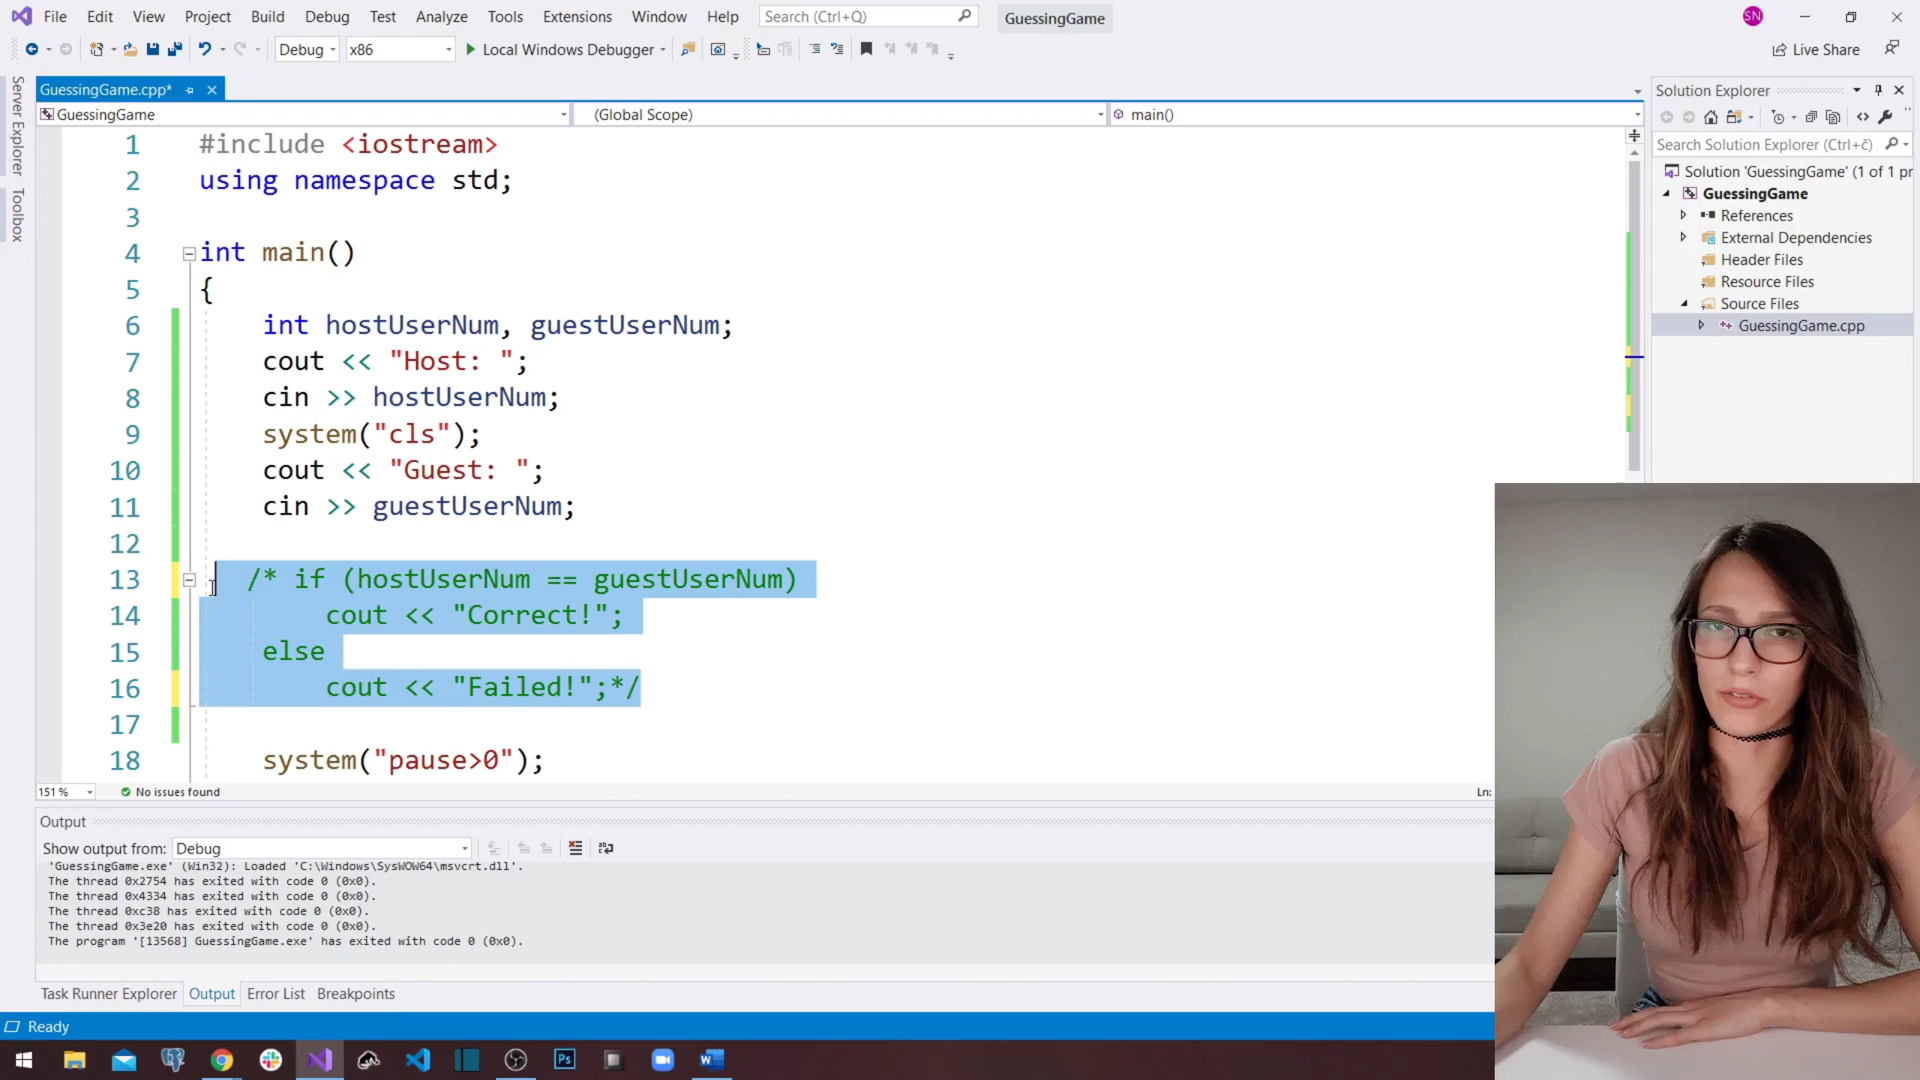 File Edit View Project Build Debug Test Analyze Tools Extensions Window Help Search (Ctrl+Q) GuessingGame SN
Debug x86 Local Windows Debugger Live Share
Server Explorer
Toolbox
GuessingGame.cpp*
GuessingGame (Global Scope) main()
1 #include <iostream>
2 using namespace std;
3
4 int main()
5 {
6 int hostUserNum, guestUserNum;
7 cout << "Host: ";
8 cin >> hostUserNum;
9 system("cls");
10 cout << "Guest: ";
11 cin >> guestUserNum;
12
13 /* if (hostUserNum == guestUserNum)
14 cout << "Correct!";
15 else
16 cout << "Failed!";*/
17
18 system("pause>0");
151 % No issues found Ln:
Output
Show output from: Debug
'GuessingGame.exe' (Win32): Loaded 'C:\Windows\SysWOW64\msvcrt.dll'.
The thread 0x2754 has exited with code 0 (0x0).
The thread 0x4334 has exited with code 0 (0x0).
The thread 0xc38 has exited with code 0 (0x0).
The thread 0x3e20 has exited with code 0 (0x0).
The program '[13568] GuessingGame.exe' has exited with code 0 (0x0).
Task Runner Explorer Output Error List Breakpoints
Ready
Solution Explorer
Search Solution Explorer (Ctrl+č)
Solution 'GuessingGame' (1 of 1 pr
GuessingGame
References
External Dependencies
Header Files
Resource Files
Source Files
GuessingGame.cpp
Ps